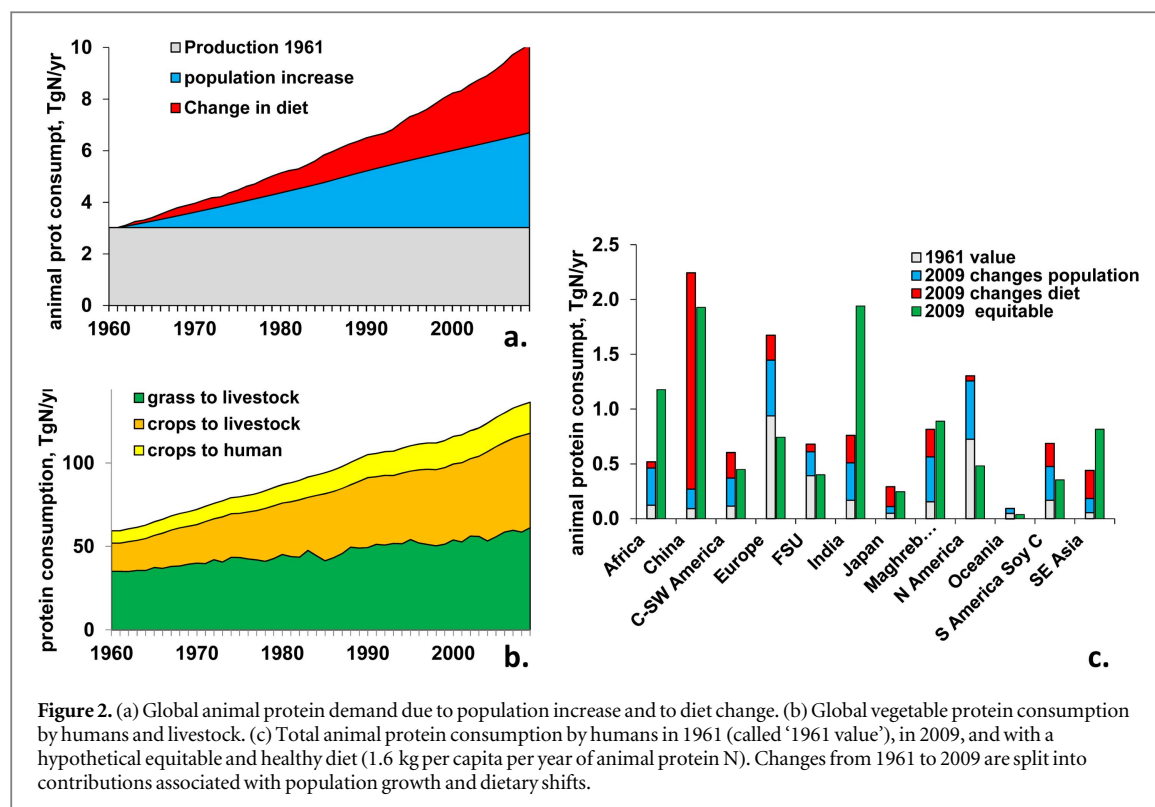 10
8
6
4
2
0
animal prot consumpt, TgN/yr
Production 1961
population increase
Change in diet
1960
1970
1980
1990
2000
a.
100
50
0
protein consumption, TgN/yr
grass to livestock
crops to livestock
crops to human
1960
1970
1980
1990
2000
b.
2.5
2.0
1.5
1.0
0.5
0.0
animal protein consumpt, TgN/yr
1961 value
2009 changes population
2009 changes diet
2009 equitable
Africa
China
C-SW America
Europe
FSU
India
Japan
Maghreb...
N America
Oceania
S America Soy C
SE Asia
c.
Figure 2. (a) Global animal protein demand due to population increase and to diet change. (b) Global vegetable protein consumption
by humans and livestock. (c) Total animal protein consumption by humans in 1961 (called ‘1961 value’), in 2009, and with a
hypothetical equitable and healthy diet (1.6 kg per capita per year of animal protein N). Changes from 1961 to 2009 are split into
contributions associated with population growth and dietary shifts.